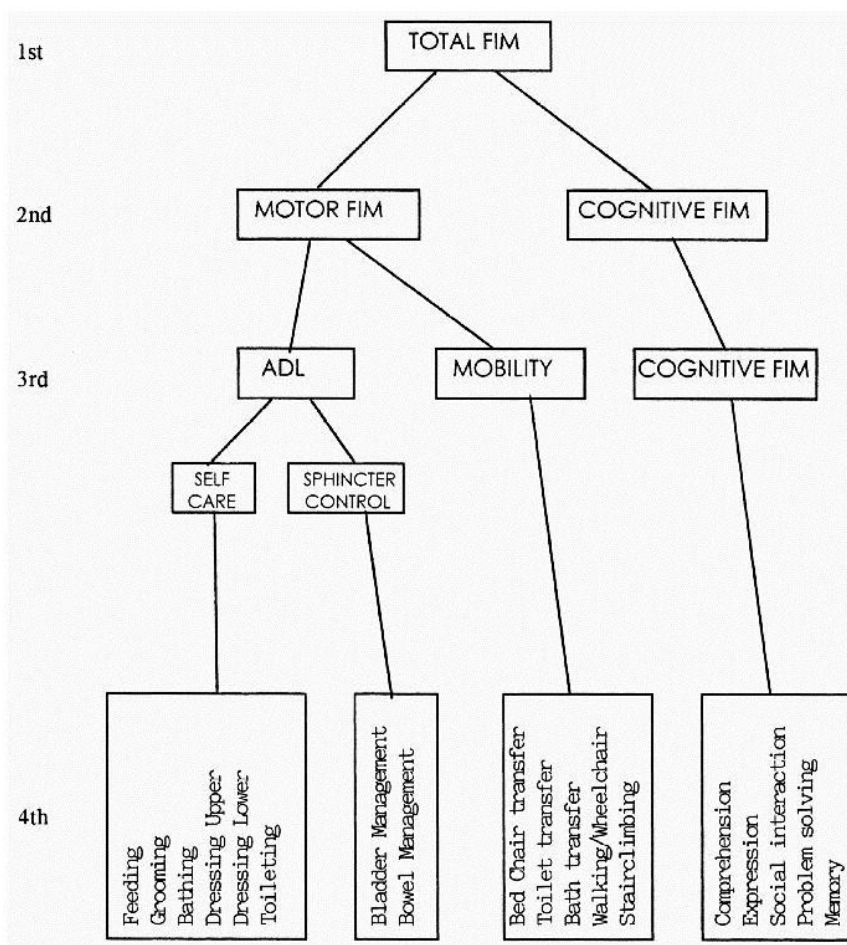 1st
TOTAL FIM
2nd
MOTOR FIM
COGNITIVE FIM
3rd
ADL
MOBILITY
COGNITIVE FIM
SELF
CARE
SPHINCTER
CONTROL
4th
Feeding
Grooming
Bathing
Dressing Upper
Dressing Lower
Toileting
Bladder Management
Bowel Management
Bed Chair transfer
Toilet transfer
Bath transfer
Walking/Wheelchair
Stairclimbing
Comprehension
Expression
Social interaction
Problem solving
Memory